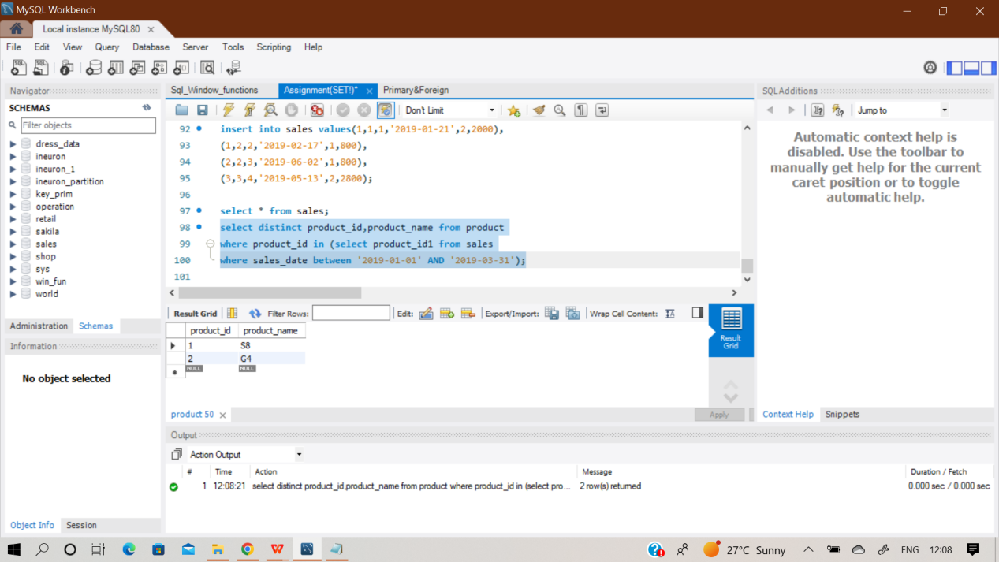 MySQL Workbench
Local instance MySQL80
File Edit View Query Database Server Tools Scripting Help
Navigator
SCHEMAS
Filter objects
dress_data
ineuron
ineuron_1
ineuron_partition
key_prim
operation
retail
sakila
sales
shop
sys
win_fun
world
Administration Schemas
Information
No object selected
Object Info Session
Sql_Window_functions Assignment(SET!)* Primary&Foreign
Don't Limit
92 insert into sales values(1,1,1,'2019-01-21',2,2000),
93 (1,2,2,'2019-02-17',1,800),
94 (2,2,3,'2019-06-02',1,800),
95 (3,3,4,'2019-05-13',2,2800);
96
97 select * from sales;
98 select distinct product_id,product_name from product
99 where product_id in (select product_id1 from sales
100 where sales_date between '2019-01-01' AND '2019-03-31');
101
Result Grid Filter Rows: Edit: Export/Import: Wrap Cell Content:
product_id product_name
1 S8
2 G4
NULL NULL
Result Grid
product 50 Apply
SQLAdditions
Jump to
Automatic context help is
disabled. Use the toolbar to
manually get help for the current
caret position or to toggle
automatic help.
Context Help Snippets
Output
Action Output
# Time Action Message Duration / Fetch
1 12:08:21 select distinct product_id,product_name from product where product_id in (select pro... 2 row(s) returned 0.000 sec / 0.000 sec
27°C Sunny ENG 12:08